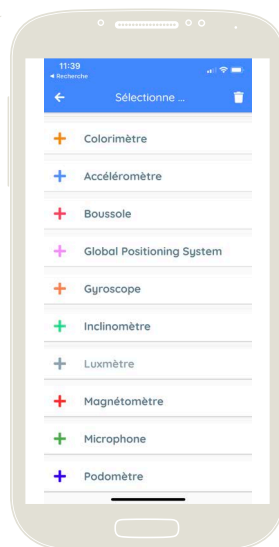 11:39
◀ Recherche
Sélectionne ...
Colorimètre
Accéléromètre
Boussole
Global Positioning System
Gyroscope
Inclinomètre
Luxmètre
Magnétomètre
Microphone
Podomètre